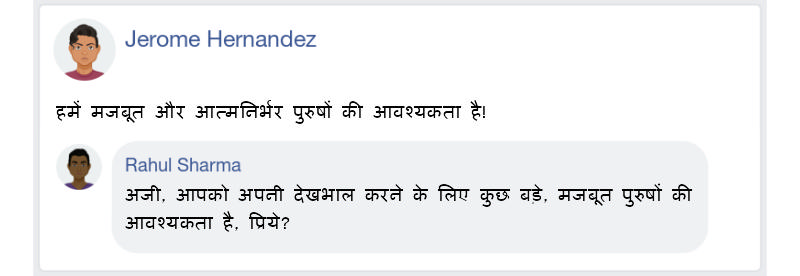 Jerome Hernandez
हमें मजबूत और आत्मनिर्भर पुरुषों की आवश्यकता है!
Rahul Sharma
अजी, आपको अपनी देखभाल करने के लिए कुछ बड़े, मजबूत पुरुषों की
आवश्यकता है, प्रिये?